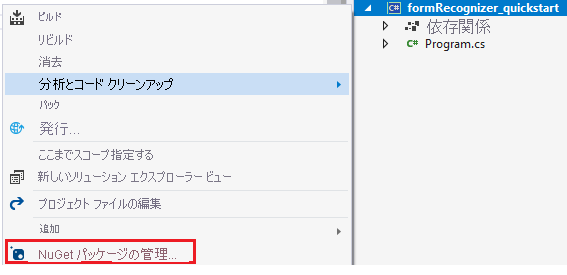 ビルド
リビルド
消去
分析とコード クリーンアップ
パック
発行...
ここまでスコープ指定する
新しいソリューション エクスプローラー ビュー
プロジェクト ファイルの編集
追加
NuGet パッケージの管理...
formRecognizer_quickstart
依存関係
C# Program.cs